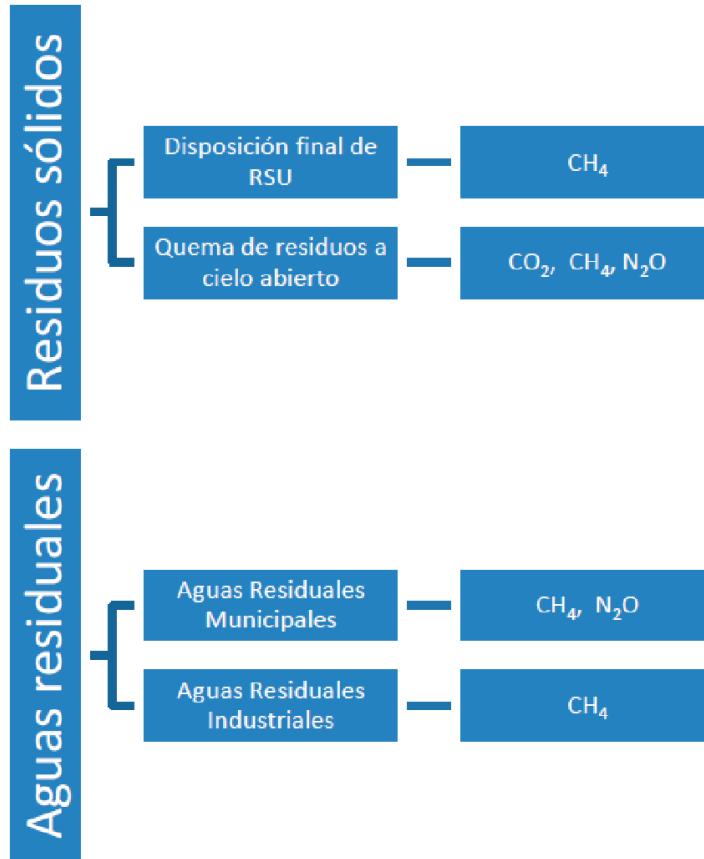 Residuos sólidos
Disposición final de
RSU
CH₄
Quema de residuos a
cielo abierto
CO₂, CH₄, N₂O
Aguas residuales
Aguas Residuales
Municipales
CH₄, N₂O
Aguas Residuales
Industriales
CH₄